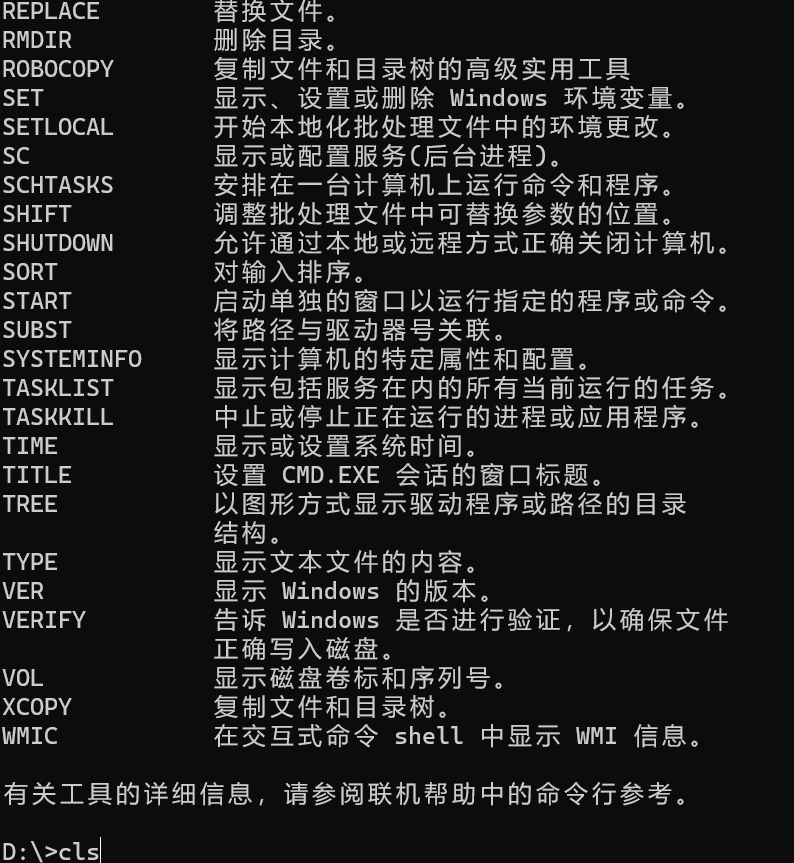 REPLACE        替换文件。
RMDIR          删除目录。
ROBOCOPY       复制文件和目录树的高级实用工具
SET            显示、设置或删除 Windows 环境变量。
SETLOCAL       开始本地化批处理文件中的环境更改。
SC             显示或配置服务(后台进程)。
SCHTASKS       安排在一台计算机上运行命令和程序。
SHIFT          调整批处理文件中可替换参数的位置。
SHUTDOWN       允许通过本地或远程方式正确关闭计算机。
SORT           对输入排序。
START          启动单独的窗口以运行指定的程序或命令。
SUBST          将路径与驱动器号关联。
SYSTEMINFO     显示计算机的特定属性和配置。
TASKLIST       显示包括服务在内的所有当前运行的任务。
TASKKILL       中止或停止正在运行的进程或应用程序。
TIME           显示或设置系统时间。
TITLE          设置 CMD.EXE 会话的窗口标题。
TREE           以图形方式显示驱动程序或路径的目录
               结构。
TYPE           显示文本文件的内容。
VER            显示 Windows 的版本。
VERIFY         告诉 Windows 是否进行验证，以确保文件
               正确写入磁盘。
VOL            显示磁盘卷标和序列号。
XCOPY          复制文件和目录树。
WMIC           在交互式命令 shell 中显示 WMI 信息。
有关工具的详细信息，请参阅联机帮助中的命令行参考。
D:\>cls